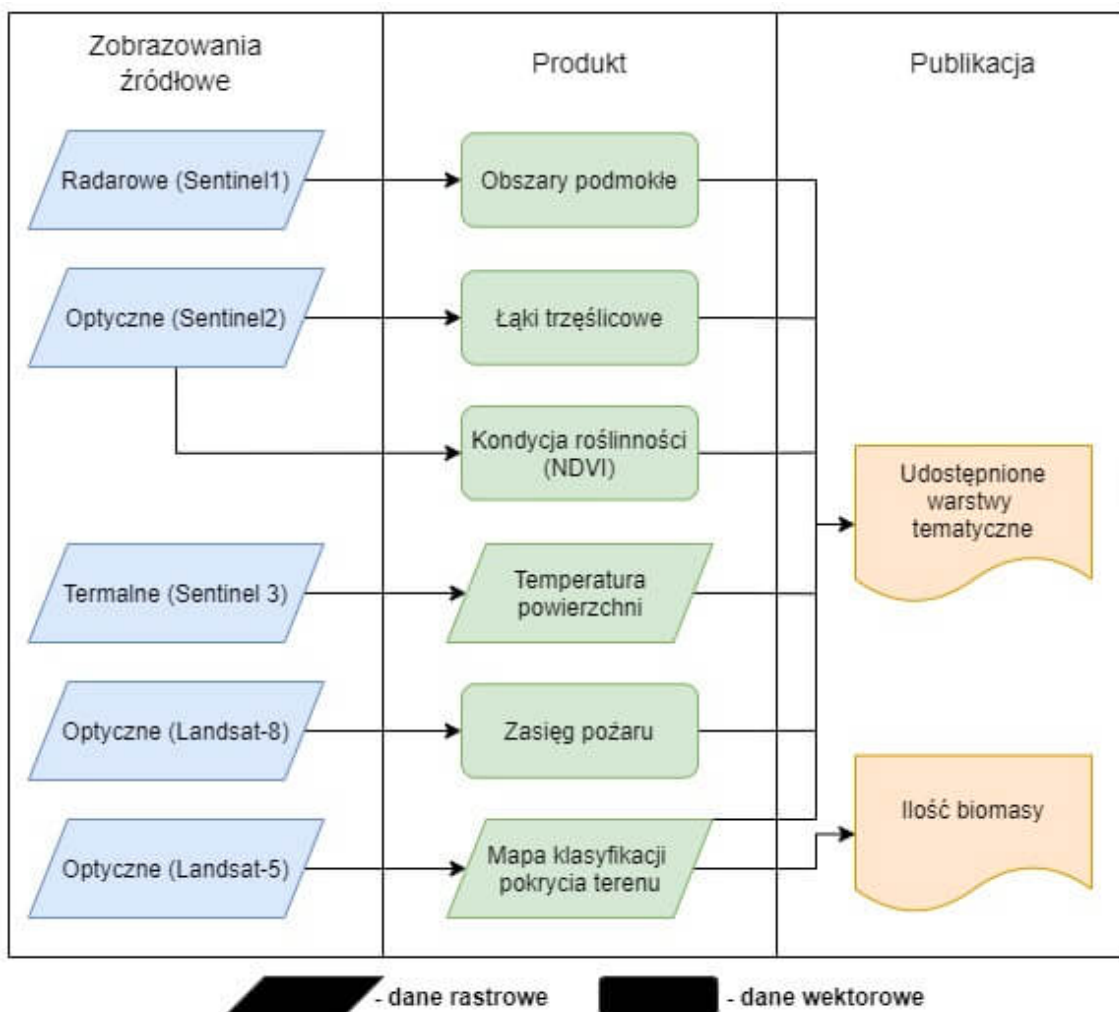 Zobrazowania
źródłowe
Produkt
Publikacja
Radarowe (Sentinel1)
Obszary podmokłe
Optyczne (Sentinel2)
Łąki trzęślicowe
Kondycja roślinności
(NDVI)
Udostępnione
warstwy
tematyczne
Termalne (Sentinel 3)
Temperatura
powierzchni
Optyczne (Landsat-8)
Zasięg pożaru
Ilość biomasy
Optyczne (Landsat-5)
Mapa klasyfikacji
pokrycia terenu
- dane rastrowe
- dane wektorowe